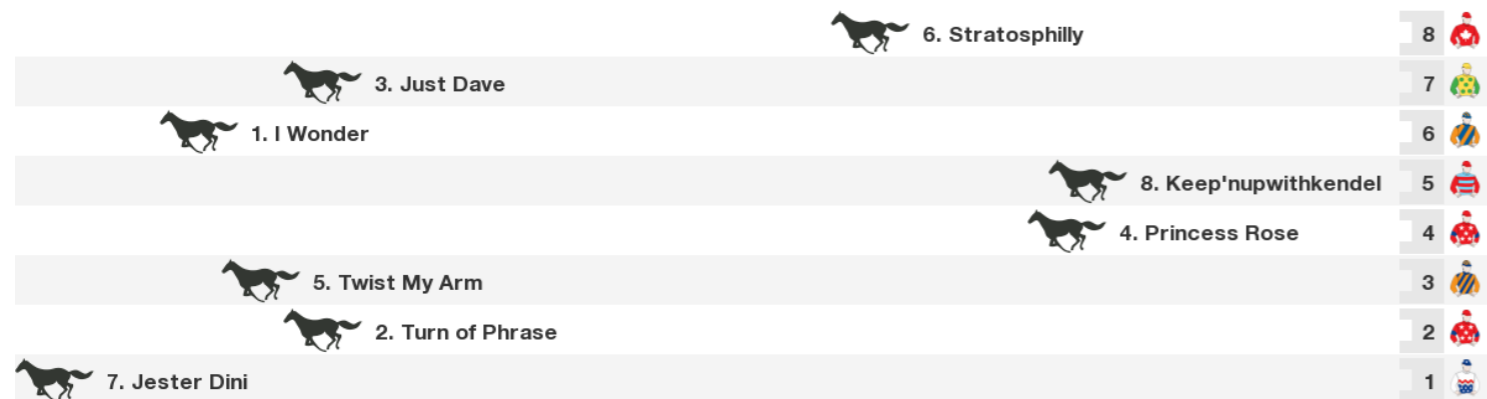 6. Stratosphilly 8
3. Just Dave 7
1. I Wonder 6
8. Keep'nupwithkendel 5
4. Princess Rose 4
5. Twist My Arm 3
2. Turn of Phrase 2
7. Jester Dini 1